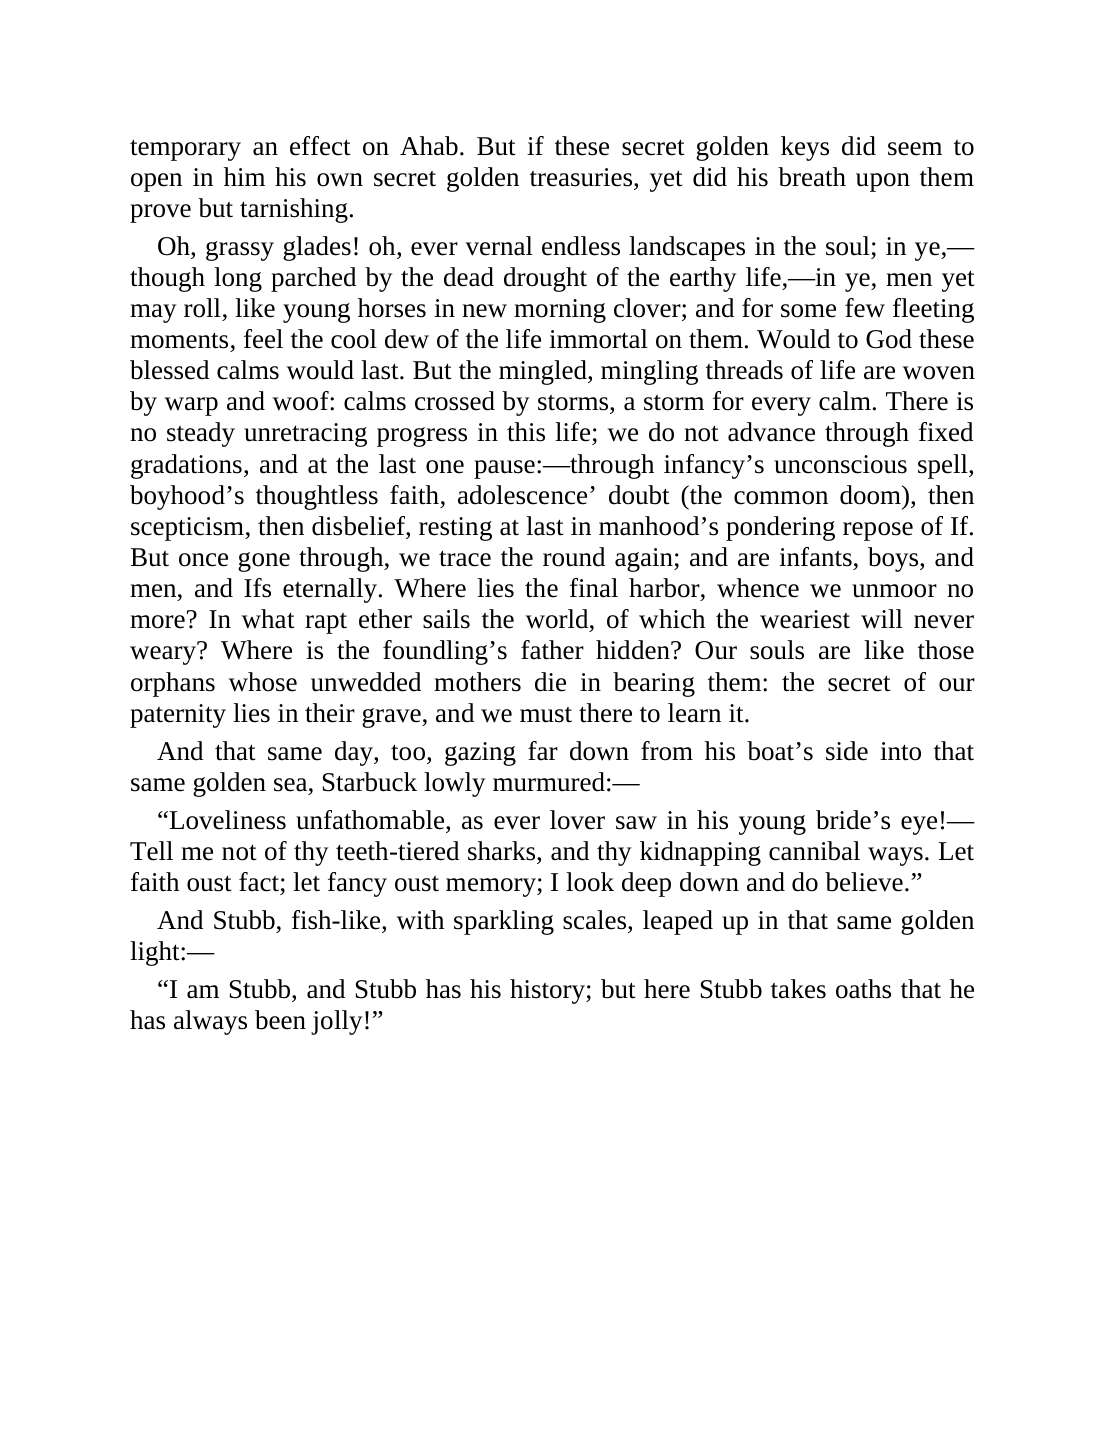 temporary an effect on Ahab. But if these secret golden keys did seem to
open in him his own secret golden treasuries, yet did his breath upon them
prove but tarnishing.
Oh, grassy glades! oh, ever vernal endless landscapes in the soul; in ye,—
though long parched by the dead drought of the earthy life,—in ye, men yet
may roll, like young horses in new morning clover; and for some few fleeting
moments, feel the cool dew of the life immortal on them. Would to God these
blessed calms would last. But the mingled, mingling threads of life are woven
by warp and woof: calms crossed by storms, a storm for every calm. There is
no steady unretracing progress in this life; we do not advance through fixed
gradations, and at the last one pause:—through infancy’s unconscious spell,
boyhood’s thoughtless faith, adolescence’ doubt (the common doom), then
scepticism, then disbelief, resting at last in manhood’s pondering repose of If.
But once gone through, we trace the round again; and are infants, boys, and
men, and Ifs eternally. Where lies the final harbor, whence we unmoor no
more? In what rapt ether sails the world, of which the weariest will never
weary? Where is the foundling’s father hidden? Our souls are like those
orphans whose unwedded mothers die in bearing them: the secret of our
paternity lies in their grave, and we must there to learn it.
And that same day, too, gazing far down from his boat’s side into that
same golden sea, Starbuck lowly murmured:—
“Loveliness unfathomable, as ever lover saw in his young bride’s eye!—
Tell me not of thy teeth-tiered sharks, and thy kidnapping cannibal ways. Let
faith oust fact; let fancy oust memory; I look deep down and do believe.”
And Stubb, fish-like, with sparkling scales, leaped up in that same golden
light:—
“I am Stubb, and Stubb has his history; but here Stubb takes oaths that he
has always been jolly!”